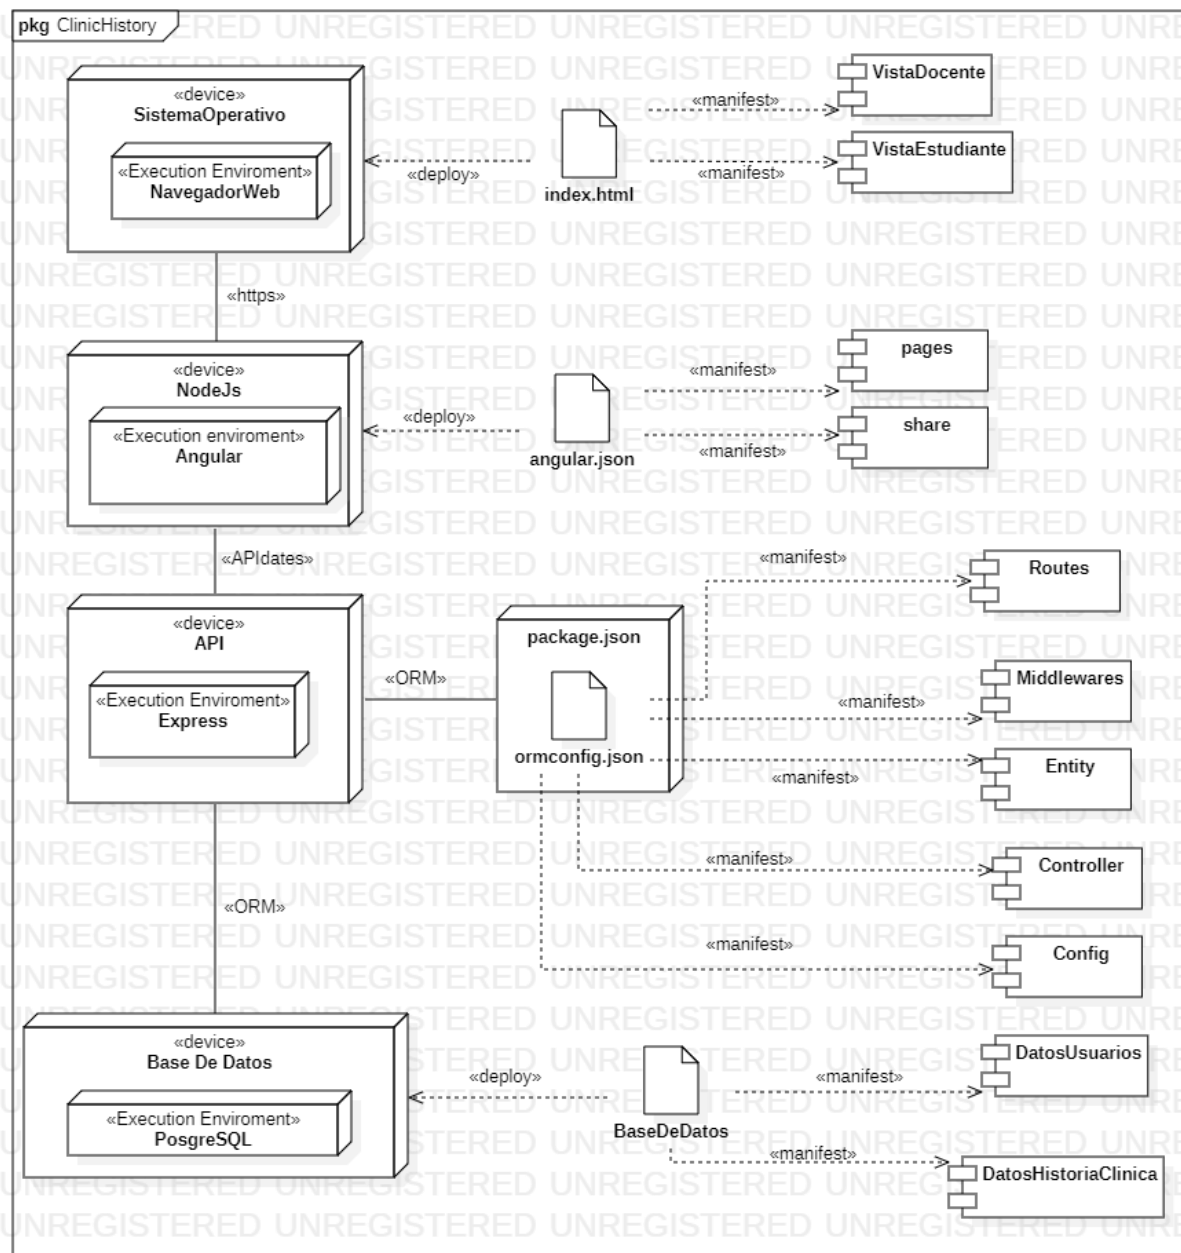 pkg ClinicHistory
«device»
SistemaOperativo
«Execution Enviroment»
NavegadorWeb
«deploy»
index.html
«manifest»
«manifest»
VistaDocente
VistaEstudiante
«https»
«device»
NodeJs
«Execution enviroment»
Angular
«deploy»
angular.json
«manifest»
«manifest»
pages
share
«APIdates»
«device»
API
«Execution Enviroment»
Express
«ORM»
package.json
ormconfig.json
«manifest»
Routes
«manifest»
Middlewares
«manifest»
Entity
«manifest»
Controller
«manifest»
Config
«ORM»
«device»
Base De Datos
«Execution Enviroment»
PosgreSQL
«deploy»
BaseDeDatos
«manifest»
DatosUsuarios
«manifest»
DatosHistoriaClinica
UNREGISTERED